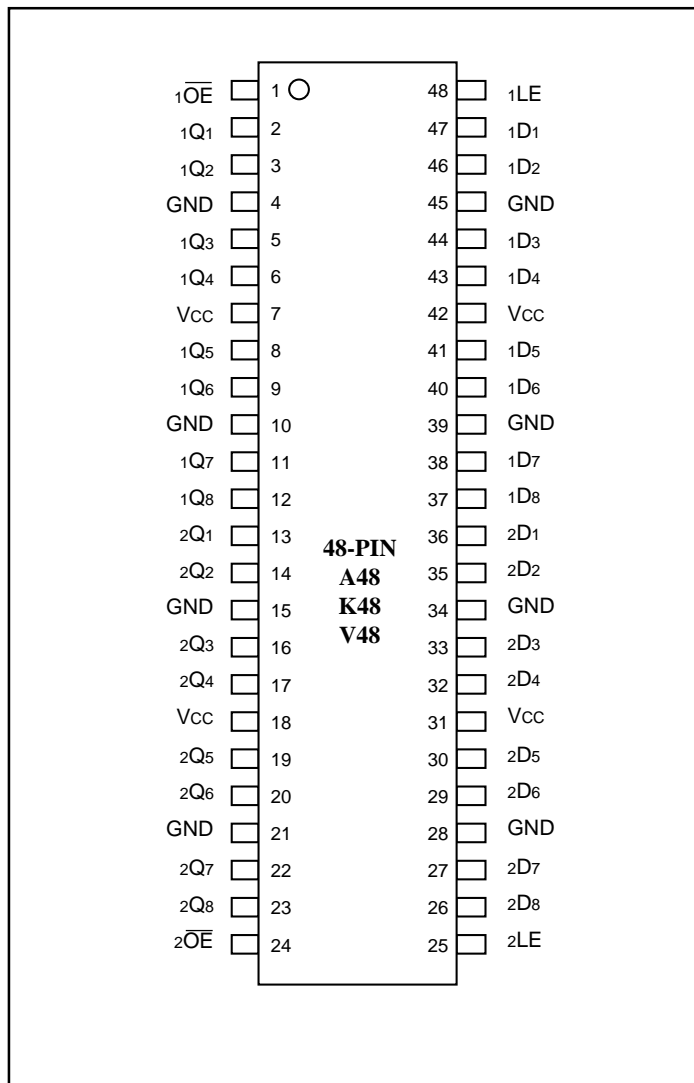 1OE 1 48 1LE
1Q1 2 47 1D1
1Q2 3 46 1D2
GND 4 45 GND
1Q3 5 44 1D3
1Q4 6 43 1D4
VCC 7 42 VCC
1Q5 8 41 1D5
1Q6 9 40 1D6
GND 10 39 GND
1Q7 11 38 1D7
1Q8 12 37 1D8
2Q1 13 36 2D1
48-PIN
2Q2 14 35 2D2
A48
GND 15 34 GND
K48
V48
2Q3 16 33 2D3
2Q4 17 32 2D4
VCC 18 31 VCC
2Q5 19 30 2D5
2Q6 20 29 2D6
GND 21 28 GND
2Q7 22 27 2D7
2Q8 23 26 2D8
2OE 24 25 2LE